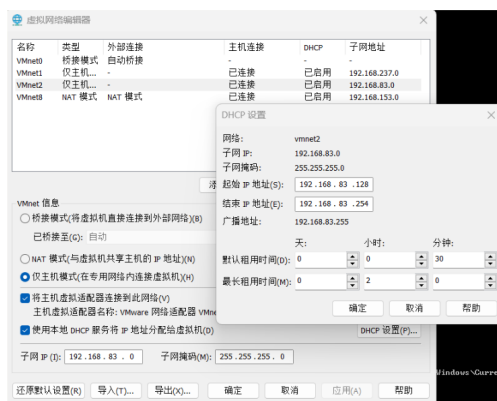 虚拟网络编辑器
名称 类型 外部连接 主机连接 DHCP 子网地址
VMnet0 桥接模式 自动桥接 - - -
VMnet1 仅主机... - 已连接 已启用 192.168.237.0
VMnet2 仅主机... - 已连接 已启用 192.168.83.0
VMnet8 NAT 模式 NAT 模式 已连接 已启用 192.168.153.0
DHCP 设置
网络: vmnet2
子网 IP: 192.168.83.0
子网掩码: 255.255.255.0
起始 IP 地址(S): 192 .168 . 83 .128
结束 IP 地址(E): 192 .168 . 83 .254
广播地址: 192.168.83.255
天: 小时: 分钟:
默认租用时间(D): 0 0 30
最长租用时间(M): 0 2 0
确定 取消 帮助
VMnet 信息
桥接模式(将虚拟机直接连接到外部网络)(B)
已桥接至(G): 自动
NAT 模式(与虚拟机共享主机的 IP 地址)(N)
仅主机模式(在专用网络内连接虚拟机)(H)
将主机虚拟适配器连接到此网络(V)
主机虚拟适配器名称: VMware 网络适配器
使用本地 DHCP 服务将 IP 地址分配给虚拟机(D) DHCP 设置(P)...
子网 IP (I): 192 .168 . 83 . 0 子网掩码(M): 255 .255 .255 . 0
还原默认设置(R) 导入(T)... 导出(X)... 确定 取消 应用(A) 帮助